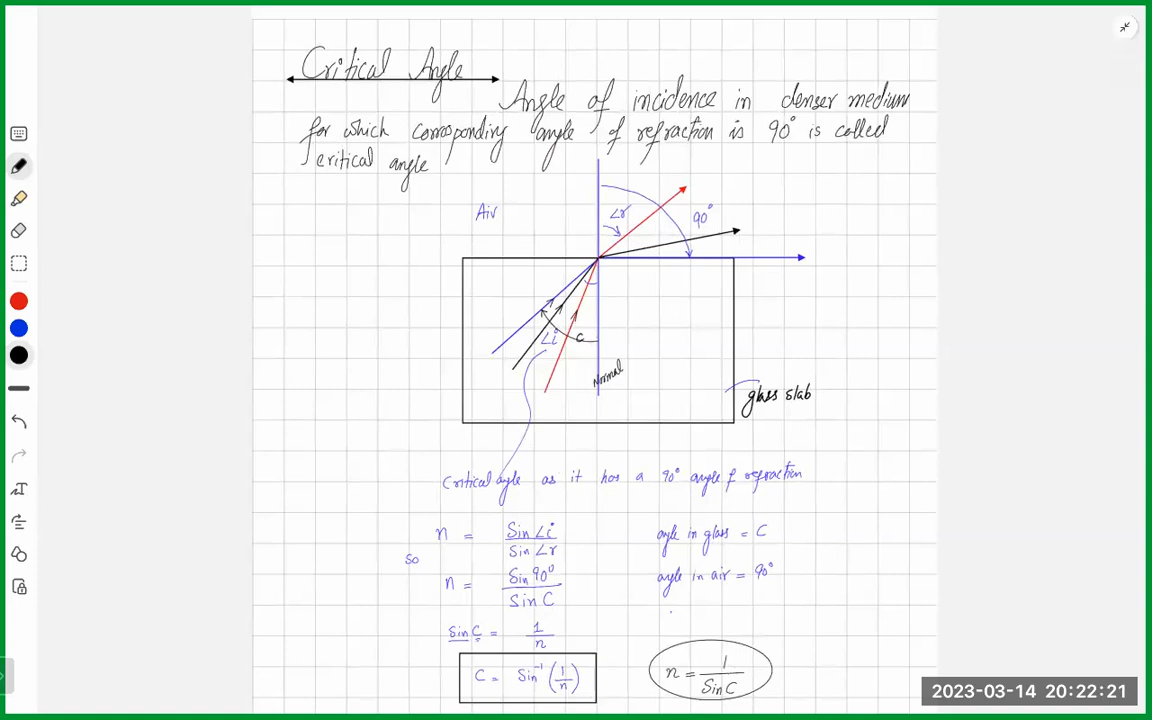 Critical Angle
Angle of incidence in denser medium
for which corresponding angle of refraction is 90° is called
critical angle
Air
∠r
90°
∠i
C
Normal
glass slab
Critical angle as it has a 90° angle of refraction
n = Sin∠i / Sin∠r
angle in glass = C
so
n = Sin 90° / Sin C
angle in air = 90°
sin C = 1/n
C = Sin⁻¹ (1/n)
n = 1 / Sin C
2023-03-14 20:22:21